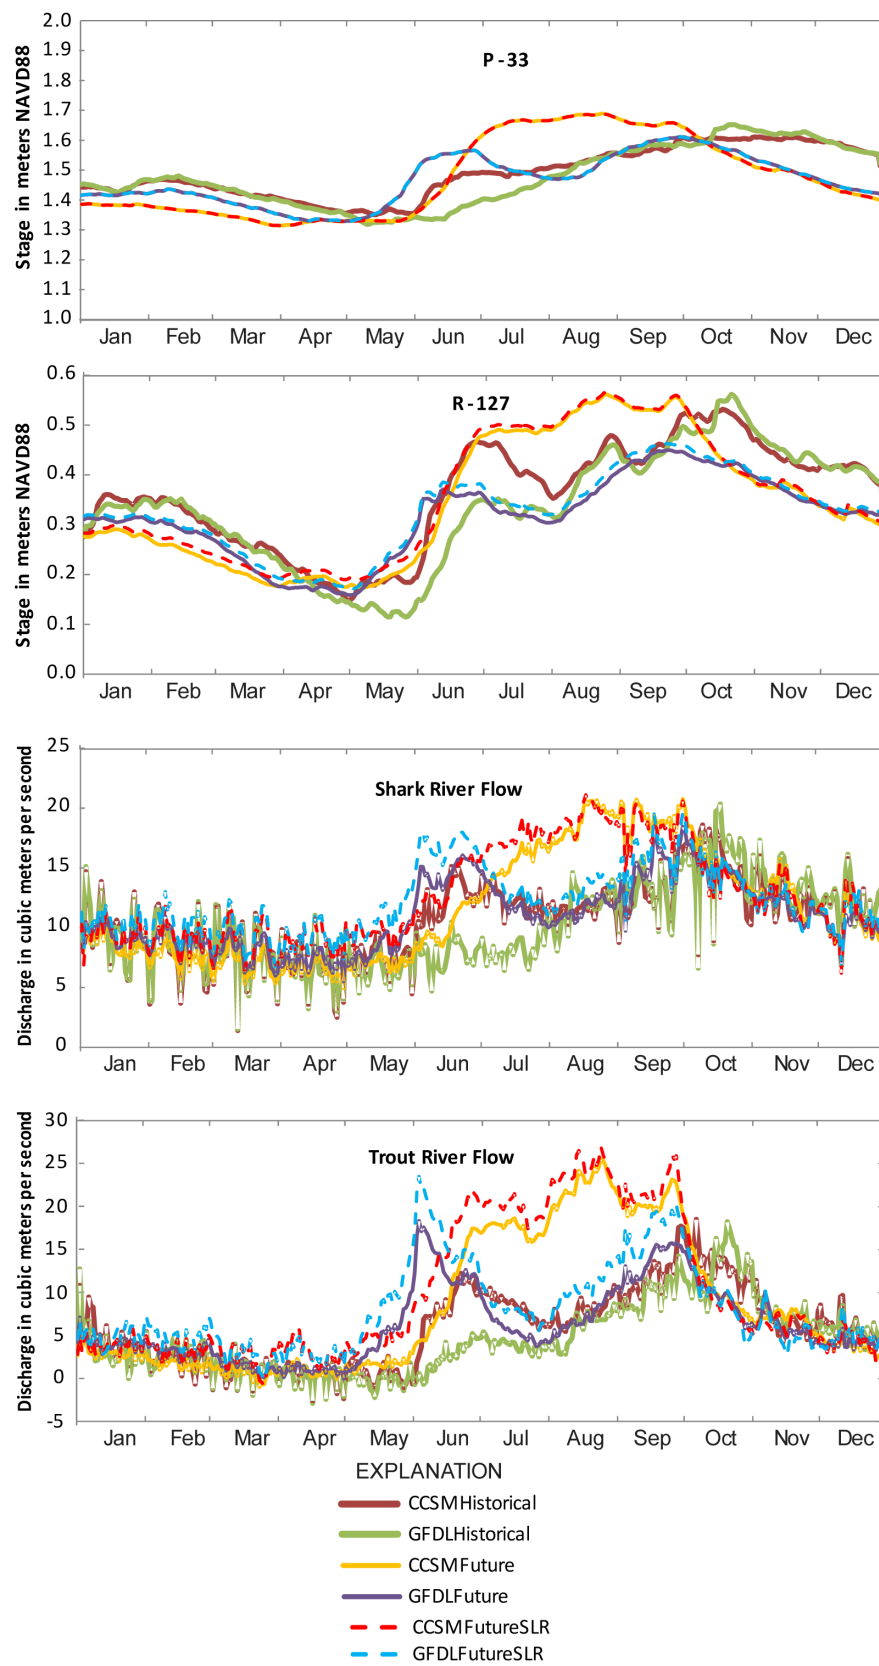 P-33
Stage in meters NAVD88
2.0
1.9
1.8
1.7
1.6
1.5
1.4
1.3
1.2
1.1
1.0
Jan Feb Mar Apr May Jun Jul Aug Sep Oct Nov Dec
R-127
Stage in meters NAVD88
0.6
0.5
0.4
0.3
0.2
0.1
0.0
Jan Feb Mar Apr May Jun Jul Aug Sep Oct Nov Dec
Shark River Flow
Discharge in cubic meters per second
25
20
15
10
5
0
Jan Feb Mar Apr May Jun Jul Aug Sep Oct Nov Dec
Trout River Flow
Discharge in cubic meters per second
30
25
20
15
10
5
0
-5
Jan Feb Mar Apr May Jun Jul Aug Sep Oct Nov Dec
EXPLANATION
CCSMHistorical
GFDLHistorical
CCSMFuture
GFDLFuture
CCSMFutureSLR
GFDLFutureSLR